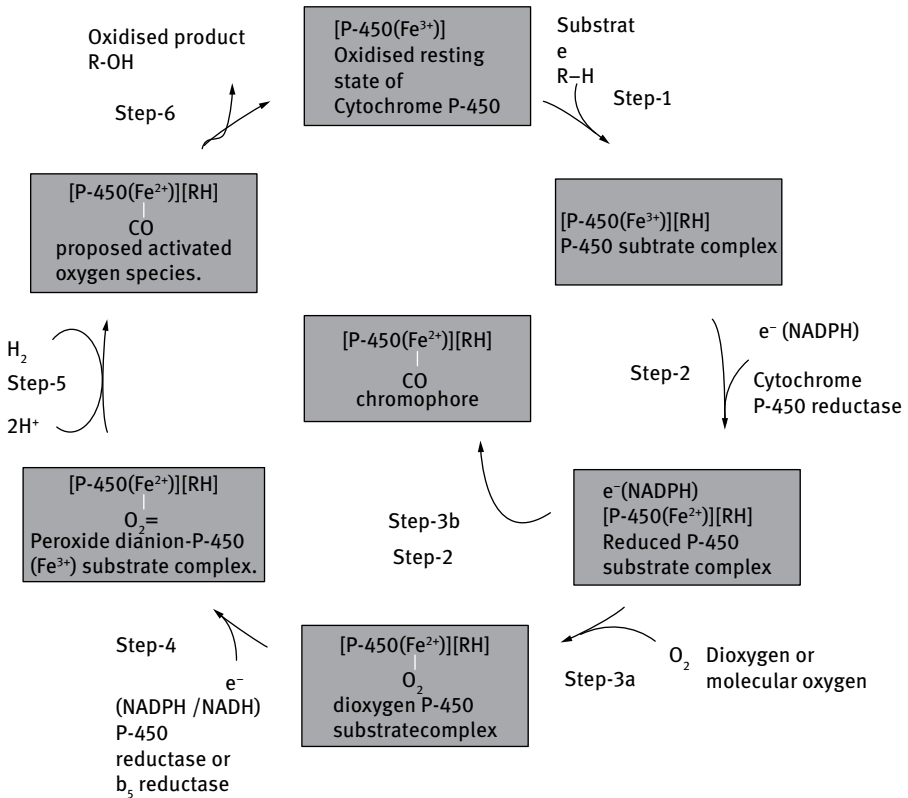 Oxidised product
R-OH
Step-6
[P-450(Fe³⁺)]
Oxidised resting
state of
Cytochrome P-450
Substrat
e
R–H
Step-1
[P-450(Fe³⁺)][RH]
P-450 subtrate complex
e⁻ (NADPH)
Step-2
Cytochrome
P-450 reductase
e⁻(NADPH)
[P-450(Fe²⁺)][RH]
Reduced P-450
substrate complex
Step-3b
Step-2
[P-450(Fe²⁺)][RH]
CO
chromophore
O₂ Dioxygen or
molecular oxygen
Step-3a
[P-450(Fe²⁺)][RH]
O₂
dioxygen P-450
substratecomplex
Step-4
e⁻
(NADPH /NADH)
P-450
reductase or
b₅ reductase
[P-450(Fe²⁺)][RH]
O₂=
Peroxide dianion-P-450
(Fe³⁺) substrate complex.
H₂
Step-5
2H⁺
[P-450(Fe²⁺)][RH]
CO
proposed activated
oxygen species.